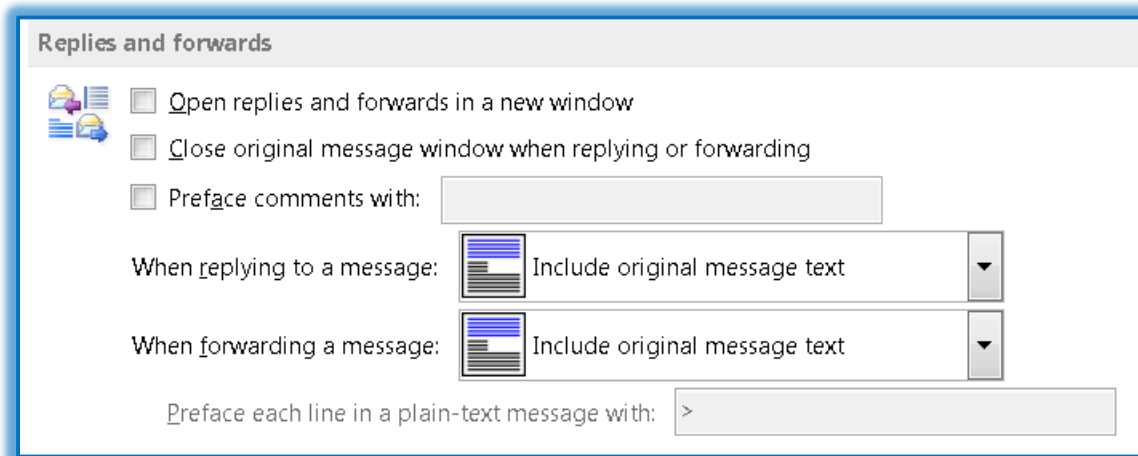 Replies and forwards
Open replies and forwards in a new window
Close original message window when replying or forwarding
Preface comments with:
When replying to a message: Include original message text
When forwarding a message: Include original message text
Preface each line in a plain-text message with: >